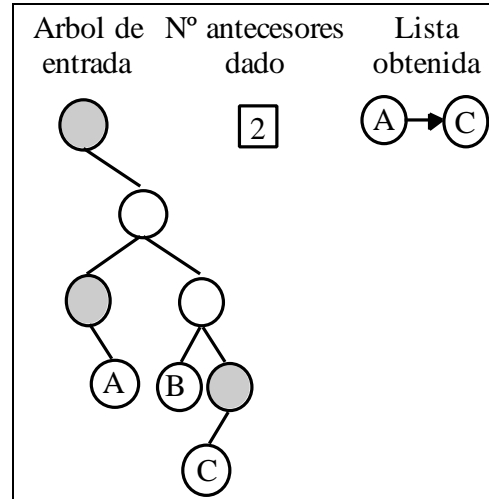 Arbol de entrada
Nº antecesores dado
Lista obtenida
2
A C
A
B
C